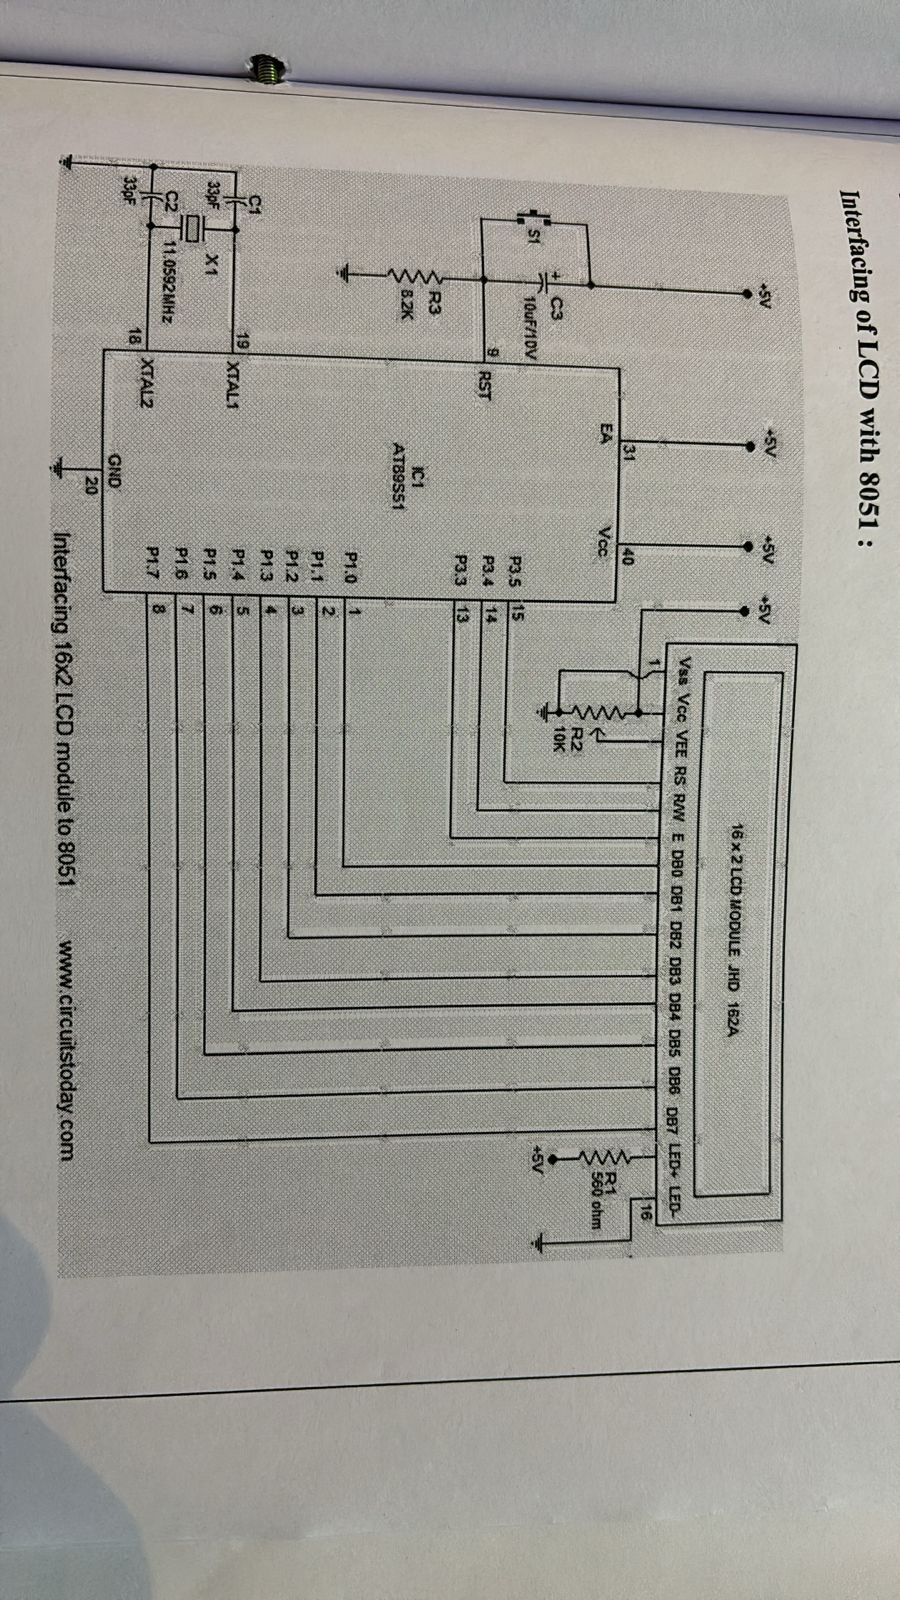 Interfacing of LCD with 8051 :
+5V
+5V
+5V
+5V
16 x 2 LCD MODULE JHD 162A
Vss Vcc VEE RS R/W E DB0 DB1 DB2 DB3 DB4 DB5 DB6 DB7 LED+ LED-
1
16
S1
+
C3
10uF/10V
R3
8.2K
9
RST
EA
31
Vcc
40
R2
10K
R1
560 ohm
+5V
IC1
AT89S51
P3.5 15
P3.4 14
P3.3 13
P1.0 1
P1.1 2
P1.2 3
P1.3 4
P1.4 5
P1.5 6
P1.6 7
P1.7 8
C1
33pF
X1
11.0592MHz
C2
33pF
19
XTAL1
18
XTAL2
GND
20
Interfacing 16x2 LCD module to 8051 www.circuitstoday.com